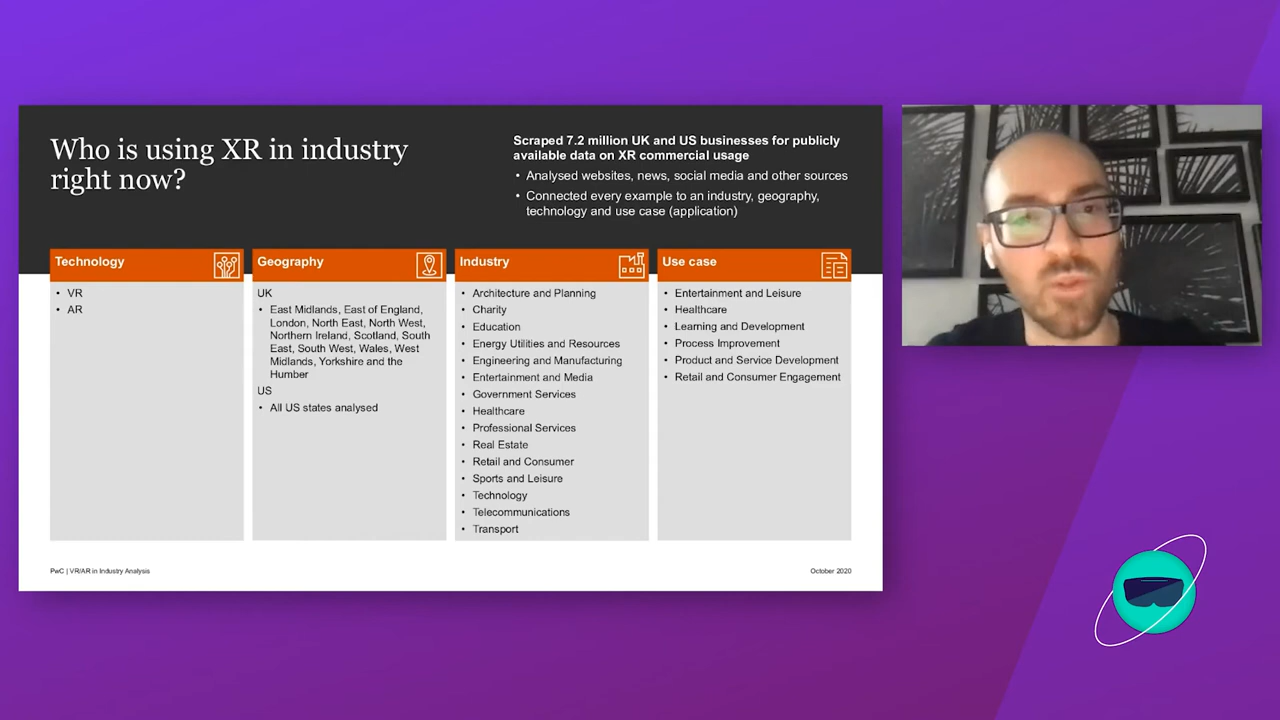 Who is using XR in industry
right now?
Scraped 7.2 million UK and US businesses for publicly
available data on XR commercial usage
• Analysed websites, news, social media and other sources
• Connected every example to an industry, geography,
technology and use case (application)
Technology
• VR
• AR
Geography
UK
• East Midlands, East of England,
London, North East, North West,
Northern Ireland, Scotland, South
East, South West, Wales, West
Midlands, Yorkshire and the
Humber
US
• All US states analysed
Industry
• Architecture and Planning
• Charity
• Education
• Energy Utilities and Resources
• Engineering and Manufacturing
• Entertainment and Media
• Government Services
• Healthcare
• Professional Services
• Real Estate
• Retail and Consumer
• Sports and Leisure
• Technology
• Telecommunications
• Transport
Use case
• Entertainment and Leisure
• Healthcare
• Learning and Development
• Process Improvement
• Product and Service Development
• Retail and Consumer Engagement
PwC | VR/AR in Industry Analysis
October 2020